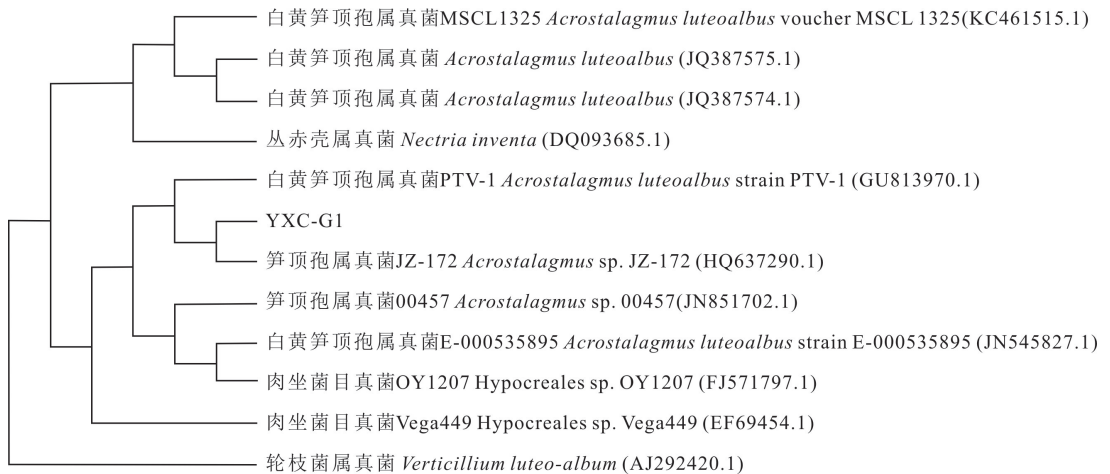 白黄笋顶孢属真菌MSCL1325 Acrostalagmus luteoalbus voucher MSCL 1325(KC461515.1)
白黄笋顶孢属真菌 Acrostalagmus luteoalbus (JQ387575.1)
白黄笋顶孢属真菌 Acrostalagmus luteoalbus (JQ387574.1)
丛赤壳属真菌 Nectria inventa (DQ093685.1)
白黄笋顶孢属真菌PTV-1 Acrostalagmus luteoalbus strain PTV-1 (GU813970.1)
YXC-G1
笋顶孢属真菌JZ-172 Acrostalagmus sp. JZ-172 (HQ637290.1)
笋顶孢属真菌00457 Acrostalagmus sp. 00457(JN851702.1)
白黄笋顶孢属真菌E-000535895 Acrostalagmus luteoalbus strain E-000535895 (JN545827.1)
肉坐菌目真菌OY1207 Hypocreales sp. OY1207 (FJ571797.1)
肉坐菌目真菌Vega449 Hypocreales sp. Vega449 (EF69454.1)
轮枝菌属真菌 Verticillium luteo-album (AJ292420.1)